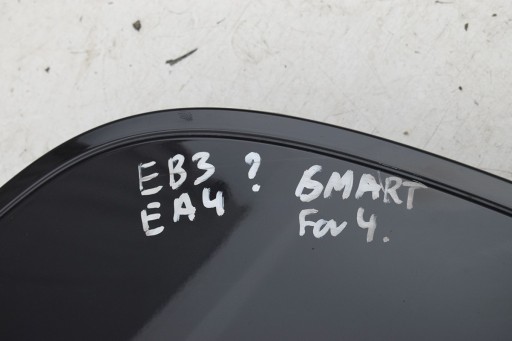 EB3 ? SMART
EA4 For 4.